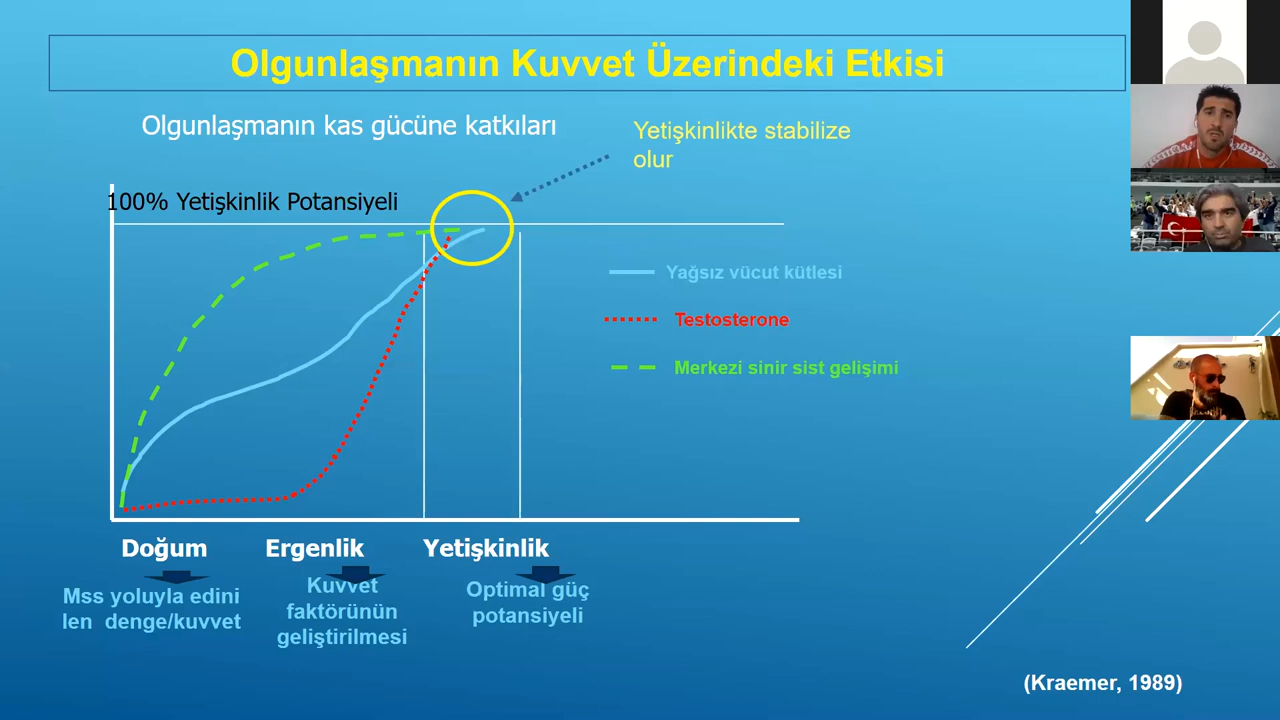 Olgunlaşmanın Kuvvet Üzerindeki Etkisi
Olgunlaşmanın kas gücüne katkıları
Yetişkinlikte stabilize
olur
100% Yetişkinlik Potansiyeli
Yağsız vücut kütlesi
Testosterone
Merkezi sinir sist gelişimi
Doğum
Ergenlik
Yetişkinlik
Mss yoluyla edini
len denge/kuvvet
Kuvvet
faktörünün
geliştirilmesi
Optimal güç
potansiyeli
(Kraemer, 1989)